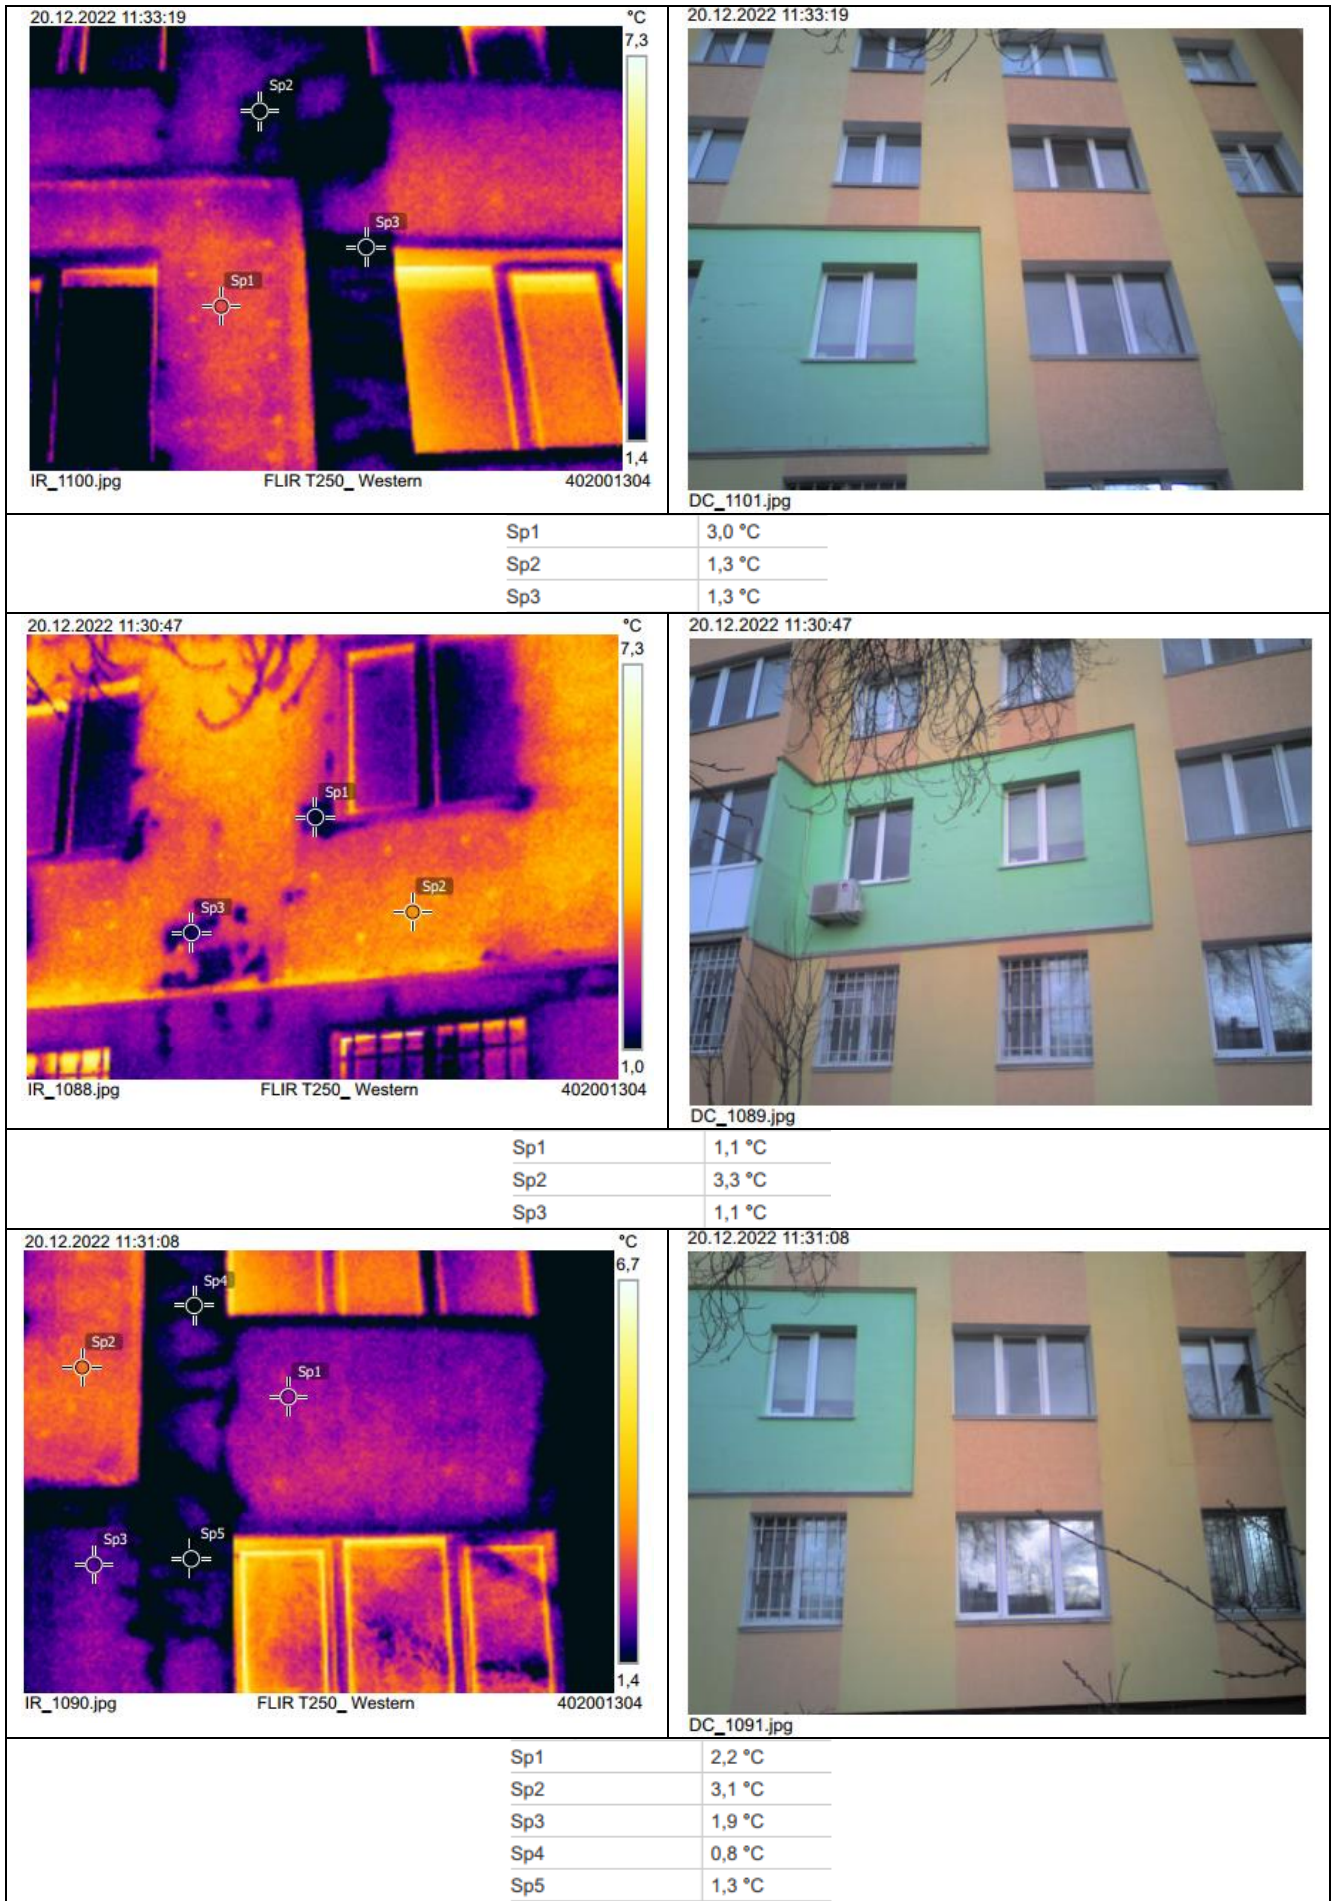 20.12.2022 11:33:19 °C
7,3
Sp2
Sp3
Sp1
1,4
IR_1100.jpg FLIR T250_ Western 402001304
20.12.2022 11:33:19
DC_1101.jpg
Sp1 3,0 °C
Sp2 1,3 °C
Sp3 1,3 °C
20.12.2022 11:30:47 °C
7,3
Sp1
Sp2
Sp3
1,0
IR_1088.jpg FLIR T250_ Western 402001304
20.12.2022 11:30:47
DC_1089.jpg
Sp1 1,1 °C
Sp2 3,3 °C
Sp3 1,1 °C
20.12.2022 11:31:08 °C
6,7
Sp4
Sp2
Sp1
Sp3
Sp5
1,4
IR_1090.jpg FLIR T250_ Western 402001304
20.12.2022 11:31:08
DC_1091.jpg
Sp1 2,2 °C
Sp2 3,1 °C
Sp3 1,9 °C
Sp4 0,8 °C
Sp5 1,3 °C